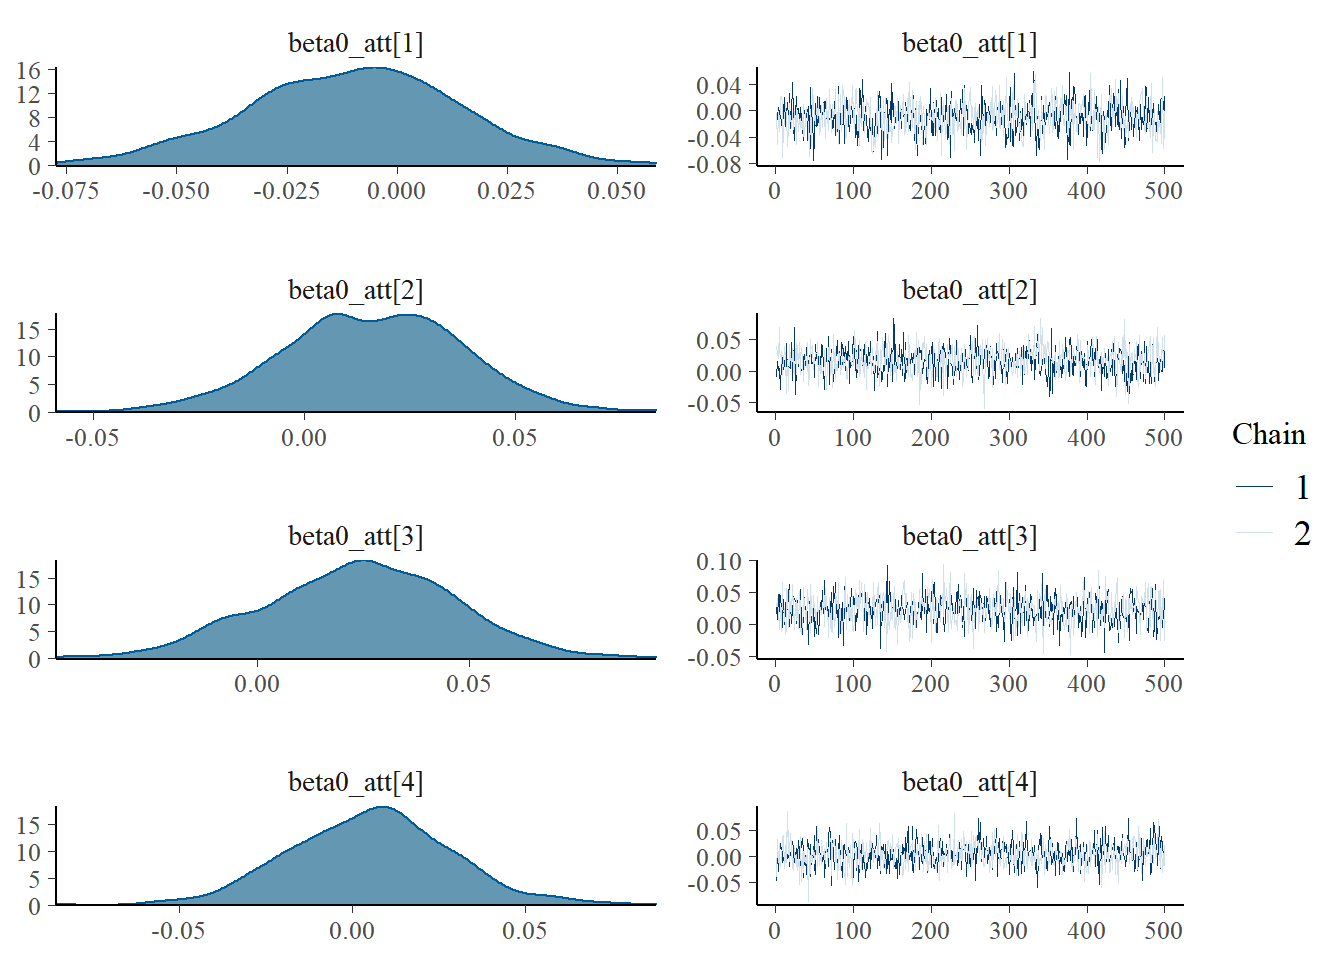 beta0_att[1] beta0_att[1]
16
12
8
4
0
-0.075 -0.050 -0.025 0.000 0.025 0.050
0.04
0.00
-0.04
-0.08
0 100 200 300 400 500
beta0_att[2] beta0_att[2]
15
10
5
0
-0.05 0.00 0.05
0.05
0.00
-0.05
0 100 200 300 400 500
beta0_att[3] beta0_att[3]
15
10
5
0
0.00 0.05
0.10
0.05
0.00
-0.05
0 100 200 300 400 500
beta0_att[4] beta0_att[4]
15
10
5
0
-0.05 0.00 0.05
0.05
0.00
-0.05
0 100 200 300 400 500
Chain
1
2